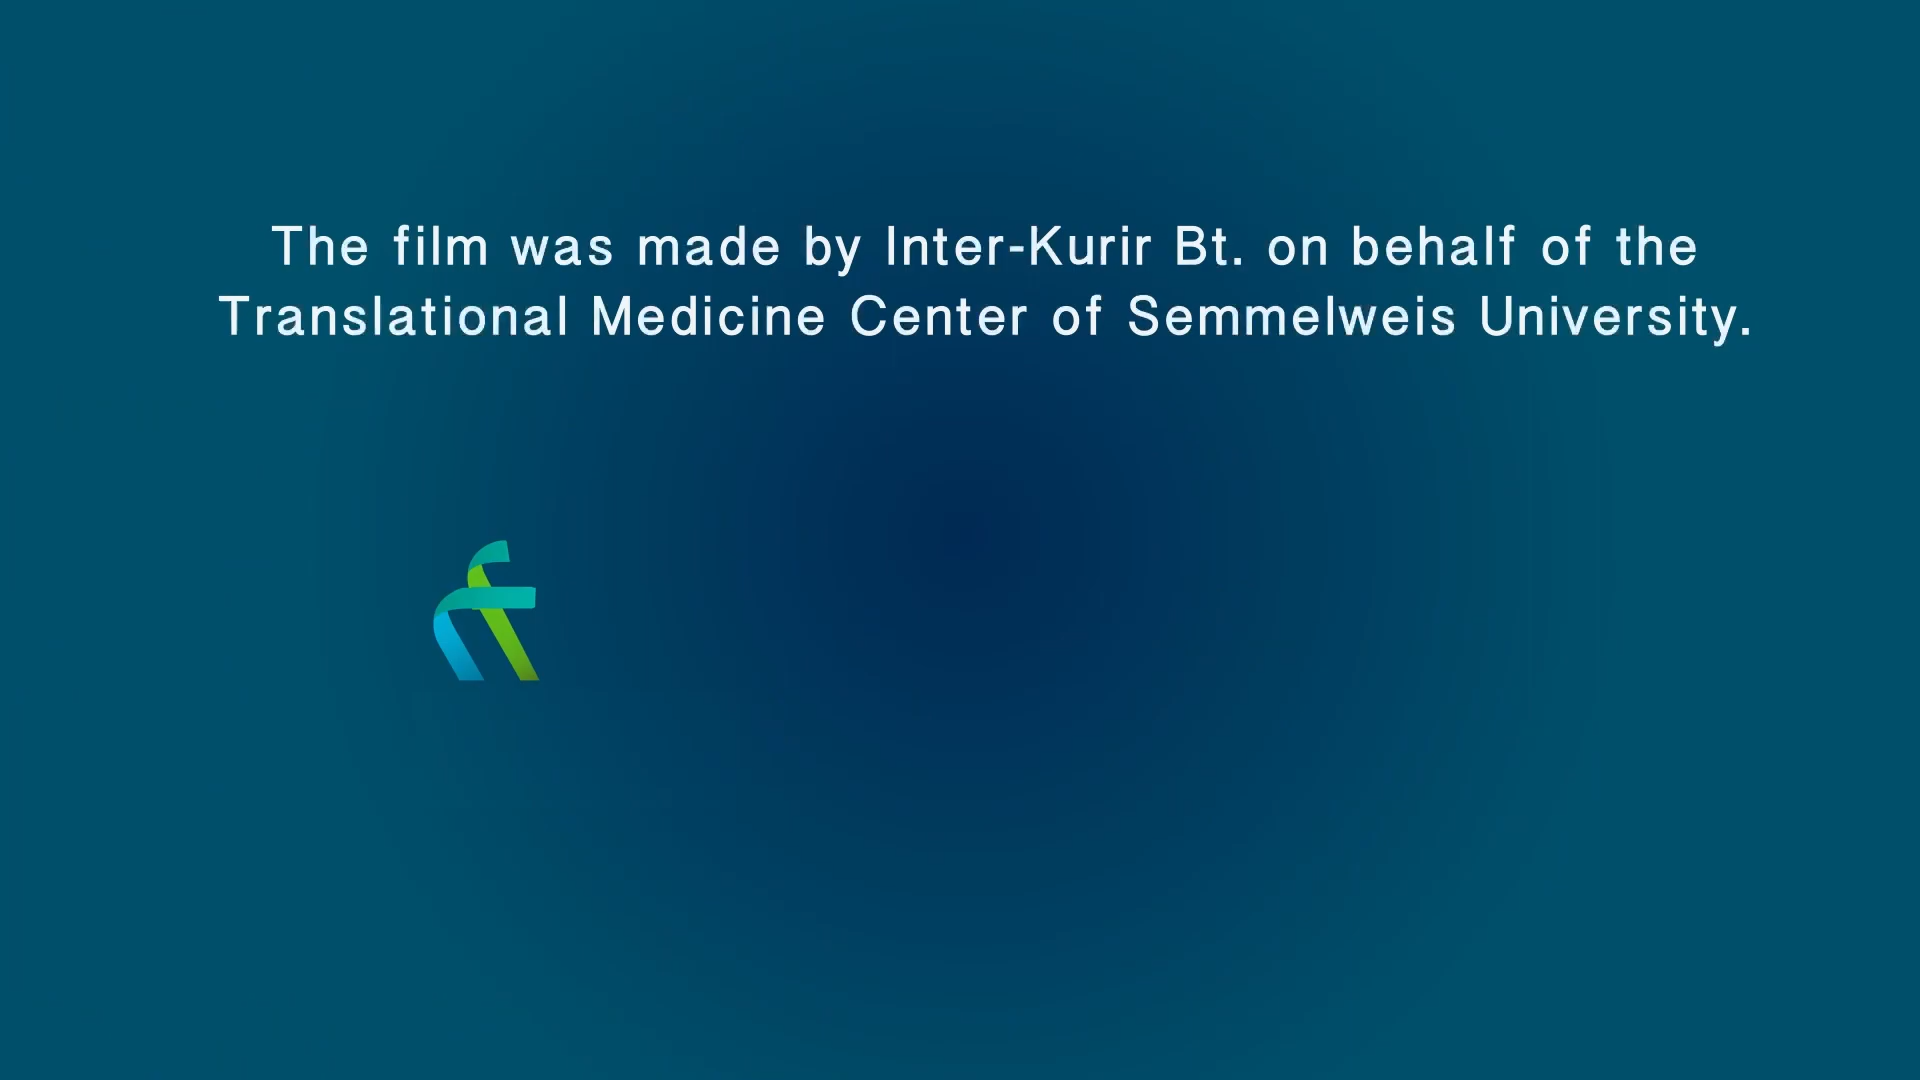 The film was made by Inter-Kurir Bt. on behalf of the
Translational Medicine Center of Semmelweis University.